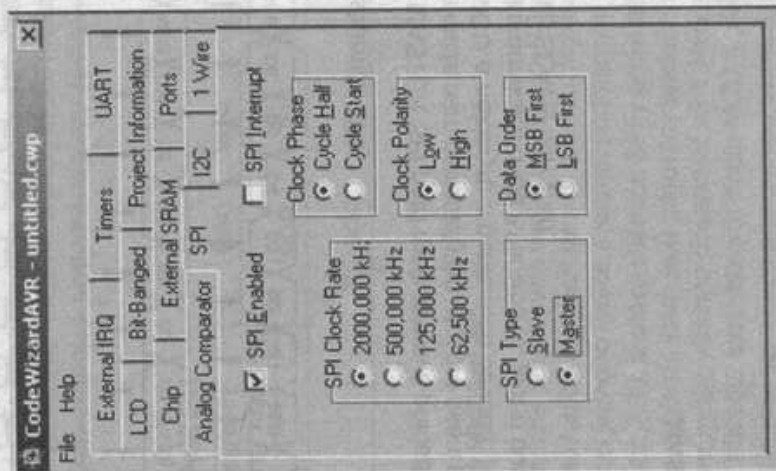 CodeWizardAVR - untitled.cwp
File Help
External IRQ Timers UART
LCD Bit-Banged Project Information
Chip External SRAM Ports
Analog Comparator SPI I2C 1 Wire
SPI Enabled SPI Interrupt
SPI Clock Rate
2000,000 kH
500,000 kHz
125,000 kHz
62,500 kHz
Clock Phase
Cycle Half
Cycle Start
Clock Polarity
Low
High
SPI Type
Slave
Master
Data Order
MSB First
LSB First